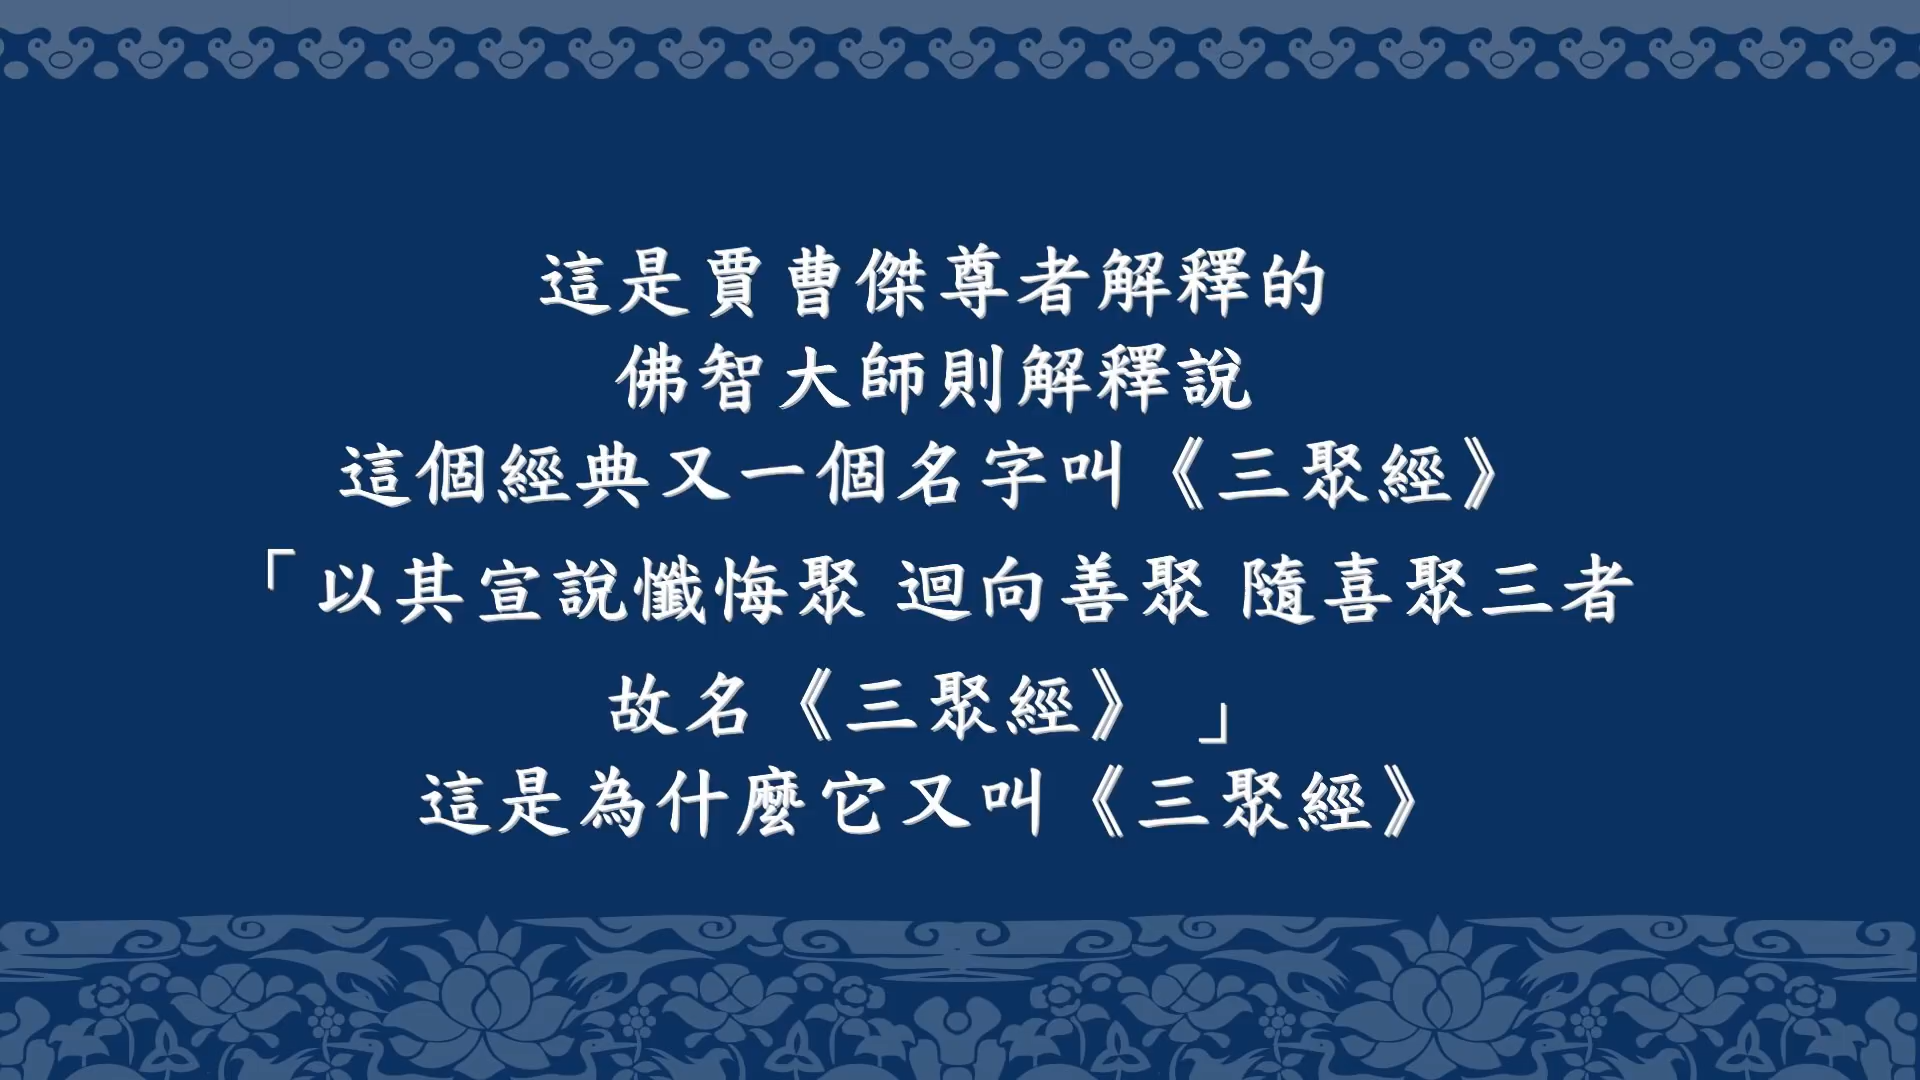 這是賈曹傑尊者解釋的
佛智大師則解釋說
這個經典又一個名字叫《三聚經》
「以其宣說懺悔聚 迴向善聚 隨喜聚三者
故名《三聚經》」
這是為什麼它又叫《三聚經》